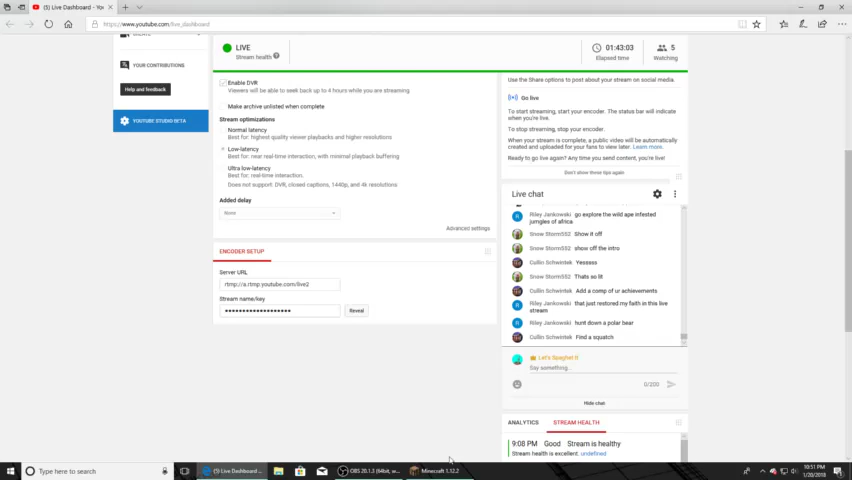 (5) Live Dashboard - Yo
https://www.youtube.com/live_dashboard
CREATE
YOUR CONTRIBUTIONS
Help and feedback
YOUTUBE STUDIO BETA
LIVE
Stream health
01:43:03
Elapsed time
5
Watching
Enable DVR
Viewers will be able to seek back up to 4 hours while you are streaming
Make archive unlisted when complete
Stream optimizations
Normal latency
Best for: highest quality viewer playbacks and higher resolutions
Low-latency
Best for: near real-time interaction, with minimal playback buffering
Ultra low-latency
Best for: real-time interaction.
Does not support: DVR, closed captions, 1440p, and 4k resolutions
Added delay
None
Advanced settings
ENCODER SETUP
Server URL
rtmp://a.rtmp.youtube.com/live2
Stream name/key
••••••••••••••••••••
Reveal
Use the Share options to post about your stream on social media.
Go live
To start streaming, start your encoder. The status bar will indicate
when you're live.
To stop streaming, stop your encoder.
When your stream is complete, a public video will be automatically
created and uploaded for your fans to view later. Learn more.
Ready to go live again? Any time you send content, you're live!
Don't show these tips again
Live chat
Riley Jankowski go explore the wild ape infested
jumgles of africa
Snow Storm552 Show it off
Snow Storm552 show off the intro
Cullin Schwintek Yesssss
Snow Storm552 Thats so lit
Cullin Schwintek Add a comp of ur achievements
Riley Jankowski that just restored my faith in this live
stream
Riley Jankowski hunt down a polar bear
Cullin Schwintek Find a squatch
Let's Spaghet It
Say something...
0/200
Hide chat
ANALYTICS STREAM HEALTH
9:08 PM Good Stream is healthy
Stream health is excellent. undefined
Type here to search
Live Dashboard ...
OBS 20.1.3 (64bit, w...
Minecraft 1.12.2
10:51 PM
1/20/2018